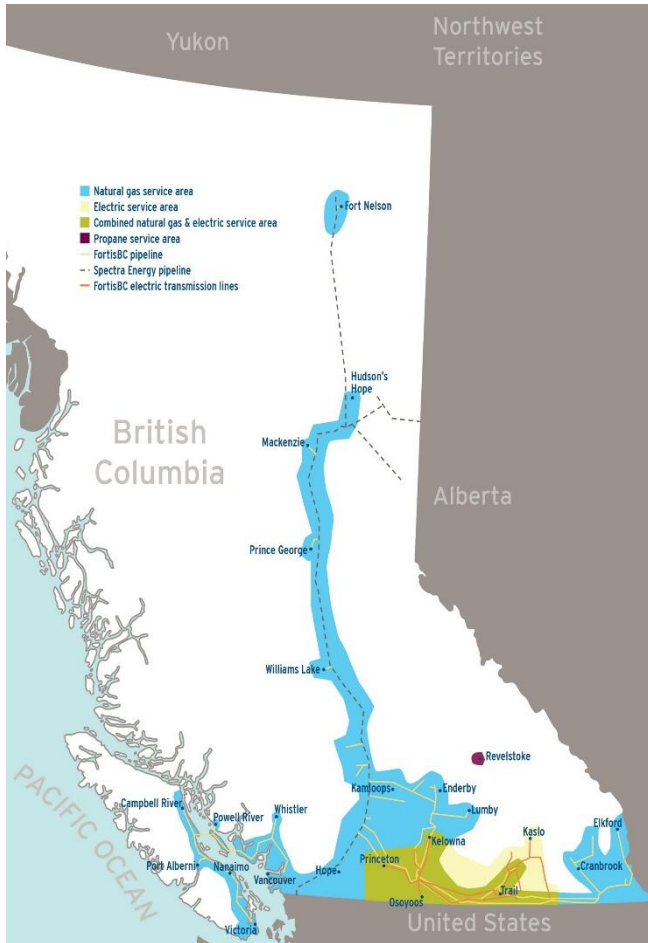 Yukon
Northwest
Territories
Natural gas service area
Electric service area
Combined natural gas & electric service area
Propane service area
FortisBC pipeline
Spectra Energy pipeline
FortisBC electric transmission lines
Fort Nelson
Hudson's
Hope
British
Columbia
Mackenzie
Alberta
Prince George
Williams Lake
Revelstoke
PACIFIC OCEAN
Campbell River
Powell River
Whistler
Kamloops
Enderby
Lumby
Port Alberni
Nanaimo
Vancouver
Hope
Princeton
Kelowna
Kaslo
Elkford
Cranbrook
Trail
Osoyoos
Victoria
United States